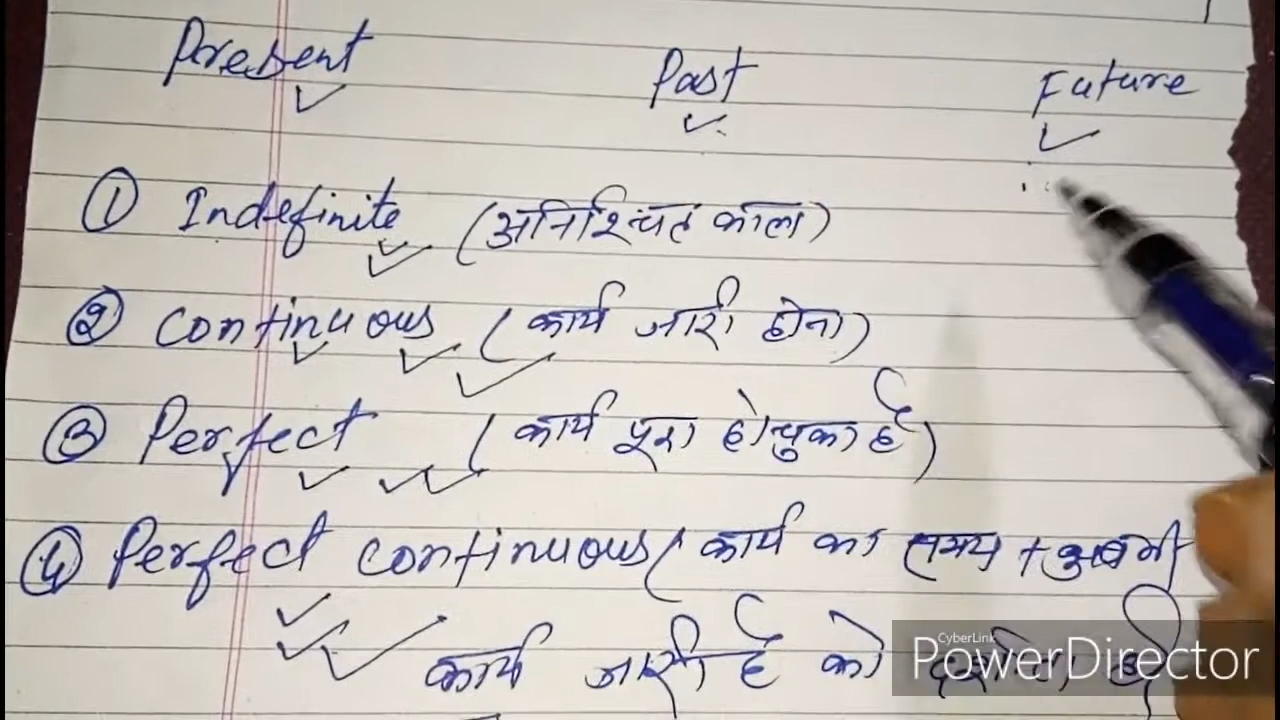 Present Past Future
① Indefinite (अनिश्चित काल)
② Continuous (कार्य जारी होना)
③ Perfect (कार्य पूरा हो चुका है)
④ Perfect continuous (कार्य का समय + अभी
कार्य जारी है को
CyberLink
PowerDirector